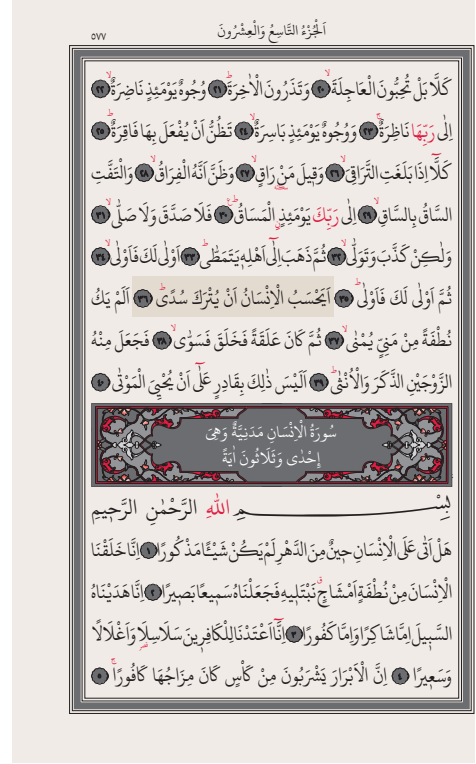 اَلْجُزْءُ التَّاسِعُ وَالْعِشْرُونَ
٥٧٧
كَلَّا بَلْ تُحِبُّونَ الْعَاجِلَةَۙ ﴿٢٠﴾ وَتَذَرُونَ الْاٰخِرَةَۜ ﴿٢١﴾ وُجُوهٌ يَوْمَئِذٍ نَاضِرَةٌۙ ﴿٢٢﴾
اِلٰى رَبِّهَا نَاظِرَةٌۚ ﴿٢٣﴾ وَوُجُوهٌ يَوْمَئِذٍ بَاسِرَةٌۙ ﴿٢٤﴾ تَظُنُّ اَنْ يُفْعَلَ بِهَا فَاقِرَةٌۜ ﴿٢٥﴾
كَلَّٓا اِذَا بَلَغَتِ التَّرَاقِيَۙ ﴿٢٦﴾ وَقٖيلَ مَنْ رَاقٍۙ ﴿٢٧﴾ وَظَنَّ اَنَّهُ الْفِرَاقُۙ ﴿٢٨﴾ وَالْتَفَّتِ
السَّاقُ بِالسَّاقِۙ ﴿٢٩﴾ اِلٰى رَبِّكَ يَوْمَئِذٍ الْمَسَاقُۜ ﴿٣٠﴾ فَلَا صَدَّقَ وَلَا صَلّٰىۙ ﴿٣١﴾
وَلٰكِنْ كَذَّبَ وَتَوَلّٰىۙ ﴿٣٢﴾ ثُمَّ ذَهَبَ اِلٰٓى اَهْلِهٖ يَتَمَطّٰىۜ ﴿٣٣﴾ اَوْلٰى لَكَ فَاَوْلٰىۙ ﴿٣٤﴾
ثُمَّ اَوْلٰى لَكَ فَاَوْلٰىۜ ﴿٣٥﴾ اَيَحْسَبُ الْاِنْسَانُ اَنْ يُتْرَكَ سُدًىۜ ﴿٣٦﴾ اَلَمْ يَكُ
نُطْفَةً مِنْ مَنِيٍّ يُمْنٰىۙ ﴿٣٧﴾ ثُمَّ كَانَ عَلَقَةً فَخَلَقَ فَسَوّٰىۙ ﴿٣٨﴾ فَجَعَلَ مِنْهُ
الزَّوْجَيْنِ الذَّكَرَ وَالْاُنْثٰىۜ ﴿٣٩﴾ اَلَيْسَ ذٰلِكَ بِقَادِرٍ عَلٰٓى اَنْ يُحْيِيَ الْمَوْتٰى ﴿٤٠﴾
سُورَةُ الْاِنْسَانِ مَدَنِيَّةٌ وَهِيَ
اِحْدٰى وَثَلَاثُونَ اٰيَةً
بِسْمِ اللّٰهِ الرَّحْمٰنِ الرَّحٖيمِ
هَلْ اَتٰى عَلَى الْاِنْسَانِ حٖينٌ مِنَ الدَّهْرِ لَمْ يَكُنْ شَيْـًٔا مَذْكُورًا ﴿١﴾ اِنَّا خَلَقْنَا
الْاِنْسَانَ مِنْ نُطْفَةٍ اَمْشَاجٍۗ نَبْتَلٖيهِ فَجَعَلْنَاهُ سَمٖيعًا بَصٖيرًا ﴿٢﴾ اِنَّا هَدَيْنَاهُ
السَّبٖيلَ اِمَّا شَاكِرًا وَاِمَّا كَفُورًا ﴿٣﴾ اِنَّٓا اَعْتَدْنَا لِلْكَافِرٖينَ سَلَاسِلَا۬ وَاَغْلَالًا
وَسَعٖيرًا ﴿٤﴾ اِنَّ الْاَبْرَارَ يَشْرَبُونَ مِنْ كَأْسٍ كَانَ مِزَاجُهَا كَافُورًاۚ ﴿٥﴾